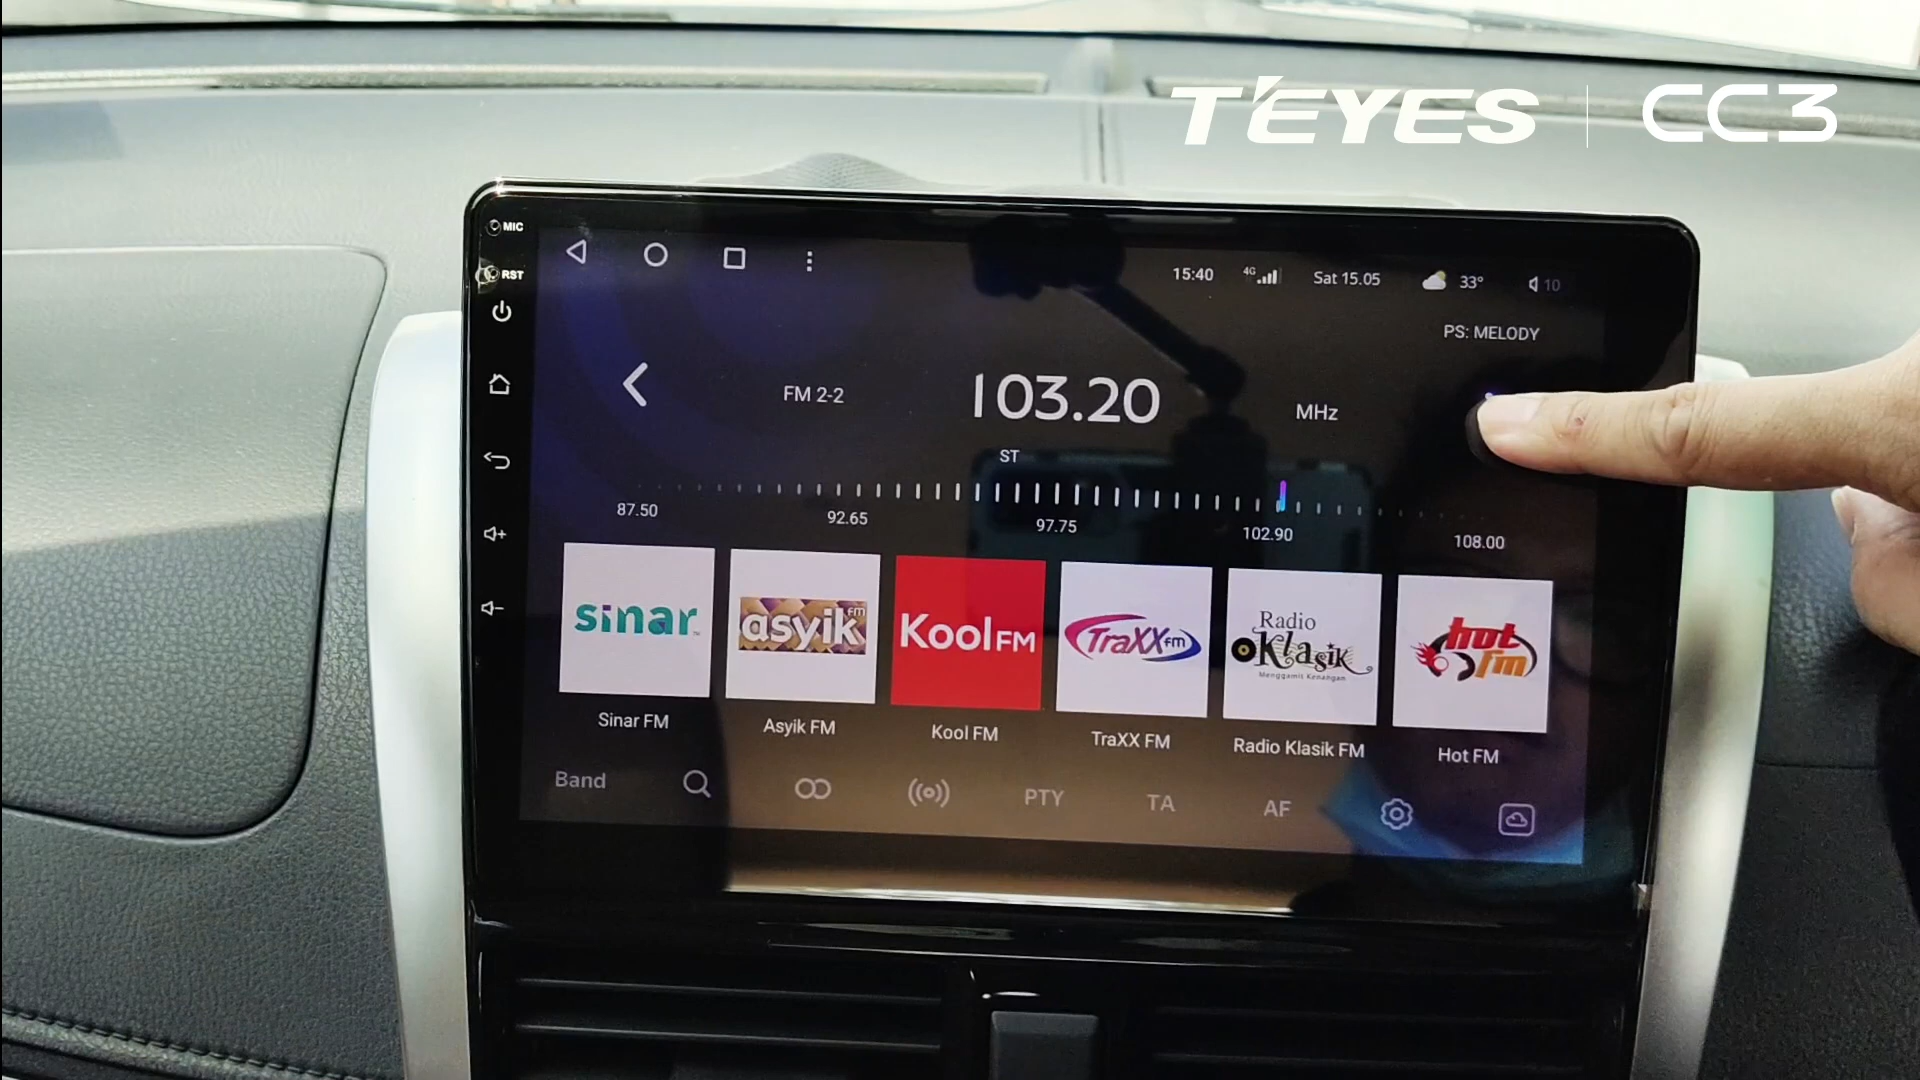 TEYES | CC3
MIC
RST
15:40 4G Sat 15.05 33° 10
PS: MELODY
FM 2-2 103.20 MHz
ST
87.50 92.65 97.75 102.90 108.00
sinar
asyik fm
Kool FM
TraXX fm
Radio Klasik
Menggamit Kenangan
hot fm
Sinar FM
Asyik FM
Kool FM
TraXX FM
Radio Klasik FM
Hot FM
Band PTY TA AF